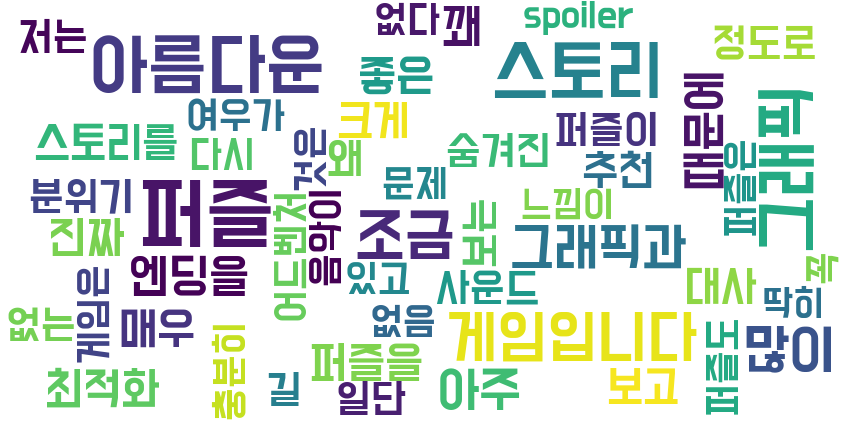 저는
아름다운
없다
꽤
spoiler
정도로
좋은
스토리
여우가
크게
퍼즐이
때문에
그래픽
스토리를
다시
것은
왜
숨겨진
추천
퍼즐은
분위기
퍼즐
문제
느낌이
진짜
어드벤처
음악이
조금
보는
그래픽과
엔딩을
있고
사운드
대사
꼭
게임은
딱히
없는
매우
없음
게임입니다
많이
퍼즐을
퍼즐도
최적화
충분히
길
일단
아주
보고